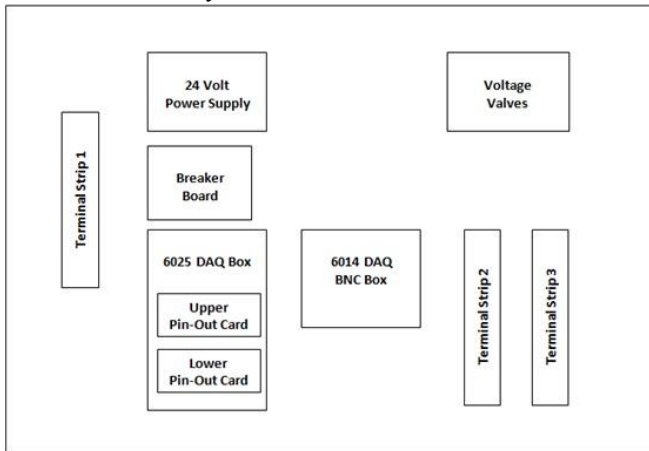 24 Volt
Power Supply
Voltage
Valves
Terminal Strip 1
Breaker
Board
6025 DAQ Box
Upper
Pin-Out Card
Lower
Pin-Out Card
6014 DAQ
BNC Box
Terminal Strip 2
Terminal Strip 3